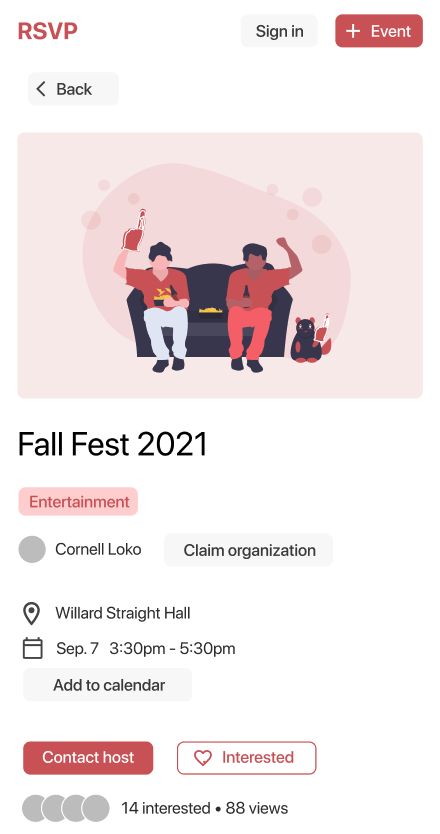 RSVP Sign in + Event
Back
Fall Fest 2021
Entertainment
Cornell Loko Claim organization
Willard Straight Hall
Sep. 7 3:30pm - 5:30pm
Add to calendar
Contact host Interested
14 interested • 88 views